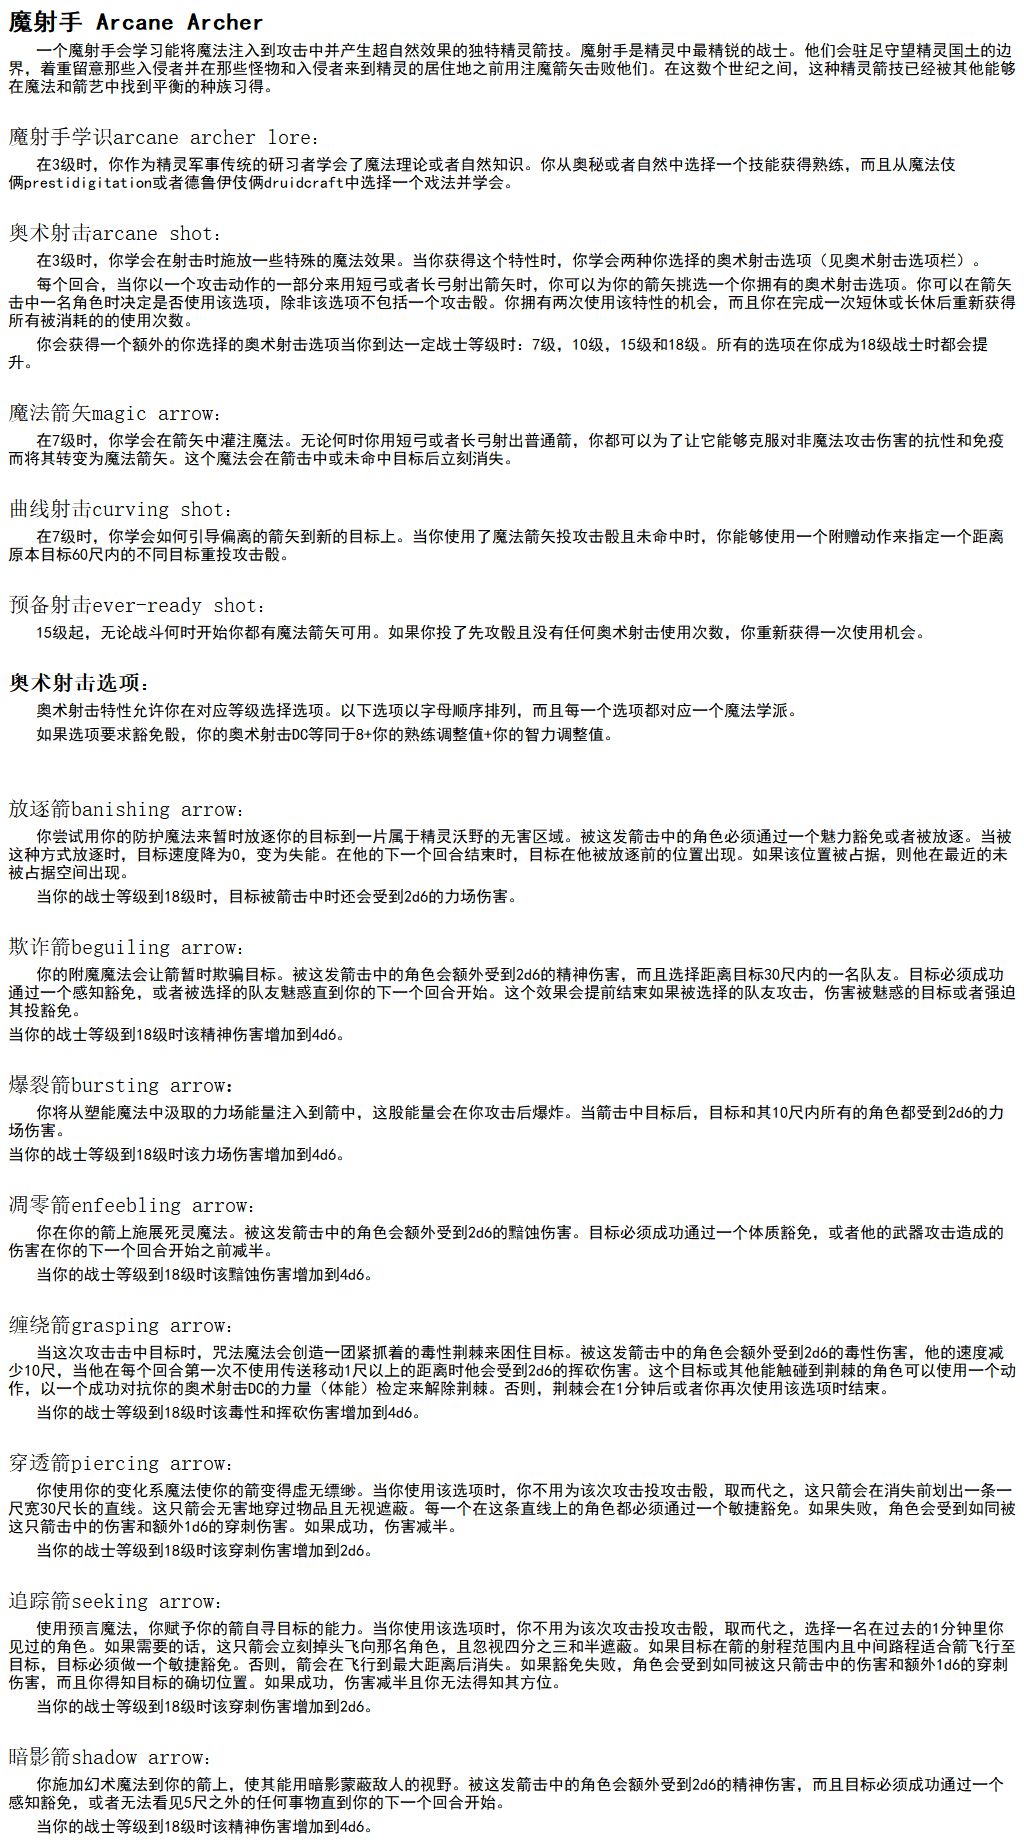 魔射手 Arcane Archer
一个魔射手会学习能将魔法注入到攻击中并产生超自然效果的独特精灵箭技。魔射手是精灵中最精锐的战士。他们会驻足守望精灵国土的边
界，着重留意那些入侵者并在那些怪物和入侵者来到精灵的居住地之前用注魔箭矢击败他们。在这数个世纪之间，这种精灵箭技已经被其他能够
在魔法和箭艺中找到平衡的种族习得。
魔射手学识arcane archer lore：
在3级时，你作为精灵军事传统的研习者学会了魔法理论或者自然知识。你从奥秘或者自然中选择一个技能获得熟练，而且从魔法伎
俩prestidigitation或者德鲁伊伎俩druidcraft中选择一个戏法并学会。
奥术射击arcane shot：
在3级时，你学会在射击时施放一些特殊的魔法效果。当你获得这个特性时，你学会两种你选择的奥术射击选项（见奥术射击选项栏）。
每个回合，当你以一个攻击动作的一部分来用短弓或者长弓射出箭矢时，你可以为你的箭矢挑选一个你拥有的奥术射击选项。你可以在箭矢
击中一名角色时决定是否使用该选项，除非该选项不包括一个攻击骰。你拥有两次使用该特性的机会，而且你在完成一次短休或长休后重新获得
所有被消耗的的使用次数。
你会获得一个额外的你选择的奥术射击选项当你到达一定战士等级时：7级，10级，15级和18级。所有的选项在你成为18级战士时都会提
升。
魔法箭矢magic arrow：
在7级时，你学会在箭矢中灌注魔法。无论何时你用短弓或者长弓射出普通箭，你都可以为了让它能够克服对非魔法攻击伤害的抗性和免疫
而将其转变为魔法箭矢。这个魔法会在箭击中或未命中目标后立刻消失。
曲线射击curving shot：
在7级时，你学会如何引导偏离的箭矢到新的目标上。当你使用了魔法箭矢投攻击骰且未命中时，你能够使用一个附赠动作来指定一个距离
原本目标60尺内的不同目标重投攻击骰。
预备射击ever-ready shot：
15级起，无论战斗何时开始你都有魔法箭矢可用。如果你投了先攻骰且没有任何奥术射击使用次数，你重新获得一次使用机会。
奥术射击选项：
奥术射击特性允许你在对应等级选择选项。以下选项以字母顺序排列，而且每一个选项都对应一个魔法学派。
如果选项要求豁免骰，你的奥术射击DC等同于8+你的熟练调整值+你的智力调整值。
放逐箭banishing arrow：
你尝试用你的防护魔法来暂时放逐你的目标到一片属于精灵沃野的无害区域。被这发箭击中的角色必须通过一个魅力豁免或者被放逐。当被
这种方式放逐时，目标速度降为0，变为失能。在他的下一个回合结束时，目标在他被放逐前的位置出现。如果该位置被占据，则他在最近的未
被占据空间出现。
当你的战士等级到18级时，目标被箭击中时还会受到2d6的力场伤害。
欺诈箭beguiling arrow：
你的附魔魔法会让箭暂时欺骗目标。被这发箭击中的角色会额外受到2d6的精神伤害，而且选择距离目标30尺内的一名队友。目标必须成功
通过一个感知豁免，或者被选择的队友魅惑直到你的下一个回合开始。这个效果会提前结束如果被选择的队友攻击，伤害被魅惑的目标或者强迫
其投豁免。
当你的战士等级到18级时该精神伤害增加到4d6。
爆裂箭bursting arrow：
你将从塑能魔法中汲取的力场能量注入到箭中，这股能量会在你攻击后爆炸。当箭击中目标后，目标和其10尺内所有的角色都受到2d6的力
场伤害。
当你的战士等级到18级时该力场伤害增加到4d6。
凋零箭enfeebling arrow：
你在你的箭上施展死灵魔法。被这发箭击中的角色会额外受到2d6的黯蚀伤害。目标必须成功通过一个体质豁免，或者他的武器攻击造成的
伤害在你的下一个回合开始之前减半。
当你的战士等级到18级时该黯蚀伤害增加到4d6。
缠绕箭grasping arrow：
当这次攻击击中目标时，咒法魔法会创造一团紧抓着的毒性荆棘来困住目标。被这发箭击中的角色会额外受到2d6的毒性伤害，他的速度减
少10尺，当他在每个回合第一次不使用传送移动1尺以上的距离时他会受到2d6的挥砍伤害。这个目标或其他能触碰到荆棘的角色可以使用一个动
作，以一个成功对抗你的奥术射击DC的力量（体能）检定来解除荆棘。否则，荆棘会在1分钟后或者你再次使用该选项时结束。
当你的战士等级到18级时该毒性和挥砍伤害增加到4d6。
穿透箭piercing arrow：
你使用你的变化系魔法使你的箭变得虚无缥缈。当你使用该选项时，你不用为该次攻击投攻击骰，取而代之，这只箭会在消失前划出一条一
尺宽30尺长的直线。这只箭会无害地穿过物品且无视遮蔽。每一个在这条直线上的角色都必须通过一个敏捷豁免。如果失败，角色会受到如同被
这只箭击中的伤害和额外1d6的穿刺伤害。如果成功，伤害减半。
当你的战士等级到18级时该穿刺伤害增加到2d6。
追踪箭seeking arrow：
使用预言魔法，你赋予你的箭自寻目标的能力。当你使用该选项时，你不用为该次攻击投攻击骰，取而代之，选择一名在过去的1分钟里你
见过的角色。如果需要的话，这只箭会立刻掉头飞向那名角色，且忽视四分之三和半遮蔽。如果目标在箭的射程范围内且中间路程适合箭飞行至
目标，目标必须做一个敏捷豁免。否则，箭会在飞行到最大距离后消失。如果豁免失败，角色会受到如同被这只箭击中的伤害和额外1d6的穿刺
伤害，而且你得知目标的确切位置。如果成功，伤害减半且你无法得知其方位。
当你的战士等级到18级时该穿刺伤害增加到2d6。
暗影箭shadow arrow：
你施加幻术魔法到你的箭上，使其能用暗影蒙蔽敌人的视野。被这发箭击中的角色会额外受到2d6的精神伤害，而且目标必须成功通过一个
感知豁免，或者无法看见5尺之外的任何事物直到你的下一个回合开始。
当你的战士等级到18级时该精神伤害增加到4d6。